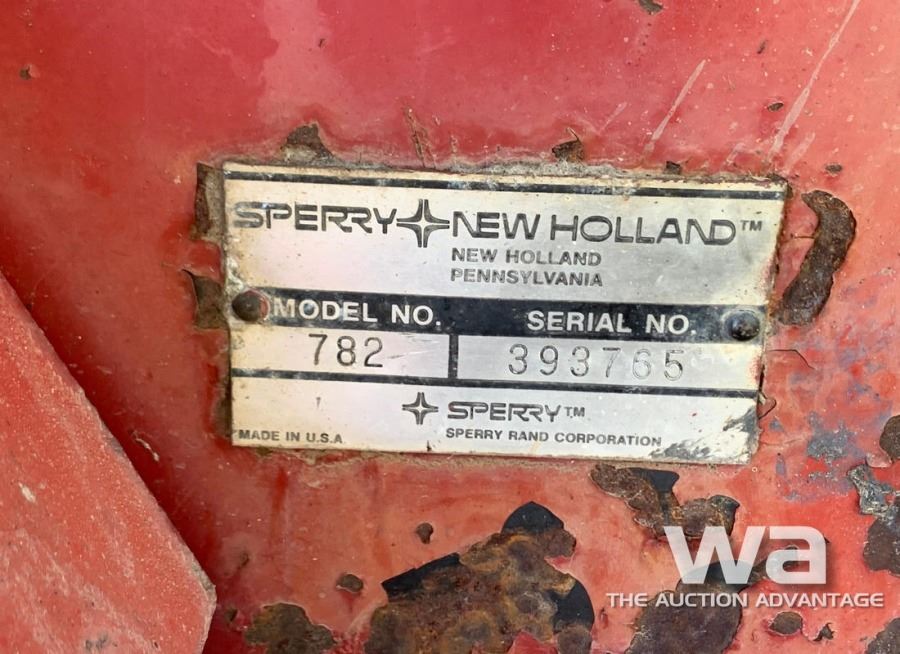 SPERRY NEW HOLLAND™
NEW HOLLAND
PENNSYLVANIA
MODEL NO. SERIAL NO.
782 393765
SPERRY™
MADE IN U.S.A. SPERRY RAND CORPORATION
wa
THE AUCTION ADVANTAGE